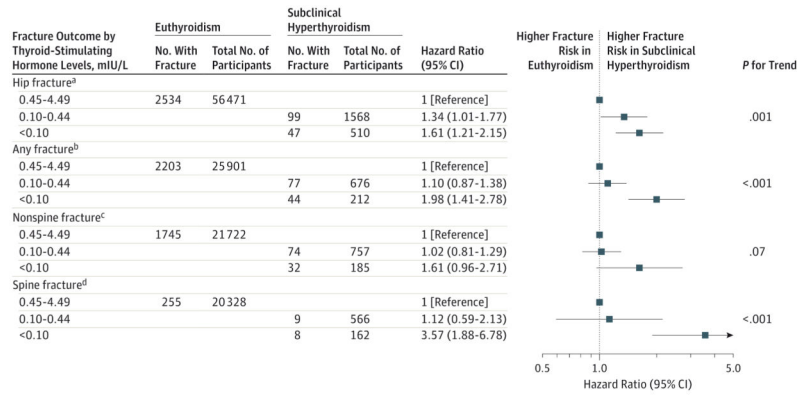 Fracture Outcome by Thyroid-Stimulating Hormone Levels, mIU/L
Euthyroidism
No. With Fracture
Total No. of Participants
Subclinical Hyperthyroidism
No. With Fracture
Total No. of Participants
Hazard Ratio (95% CI)
Higher Fracture Risk in Euthyroidism
Higher Fracture Risk in Subclinical Hyperthyroidism
P for Trend
Hip fractureᵃ
0.45-4.49 2534 56471 1 [Reference]
0.10-0.44 99 1568 1.34 (1.01-1.77) .001
<0.10 47 510 1.61 (1.21-2.15)
Any fractureᵇ
0.45-4.49 2203 25901 1 [Reference]
0.10-0.44 77 676 1.10 (0.87-1.38) <.001
<0.10 44 212 1.98 (1.41-2.78)
Nonspine fractureᶜ
0.45-4.49 1745 21722 1 [Reference]
0.10-0.44 74 757 1.02 (0.81-1.29) .07
<0.10 32 185 1.61 (0.96-2.71)
Spine fractureᵈ
0.45-4.49 255 20328 1 [Reference]
0.10-0.44 9 566 1.12 (0.59-2.13) <.001
<0.10 8 162 3.57 (1.88-6.78)
0.5 1.0 5.0
Hazard Ratio (95% CI)